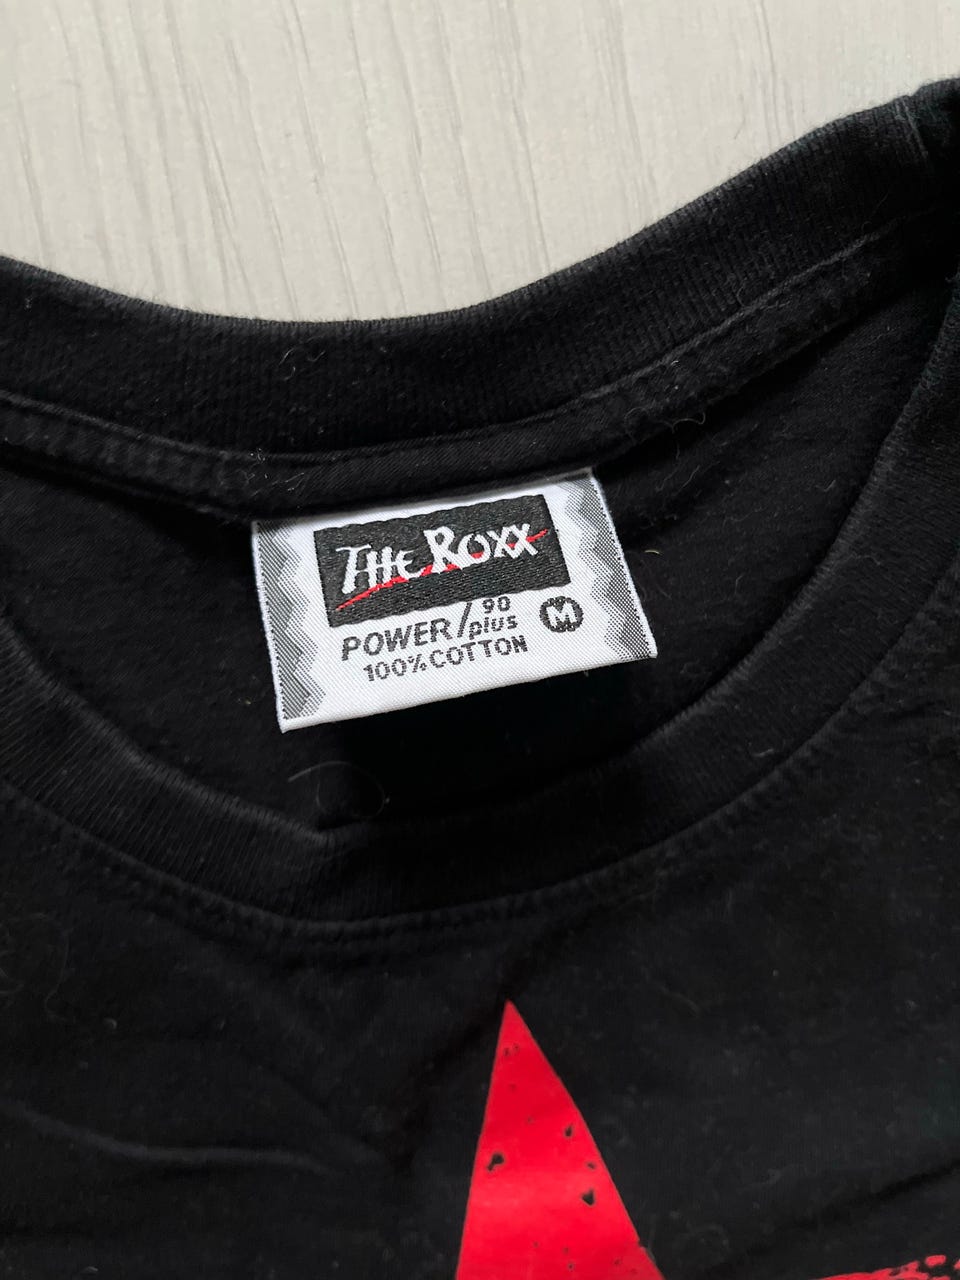 THE ROXX
POWER/90 plus M
100% COTTON